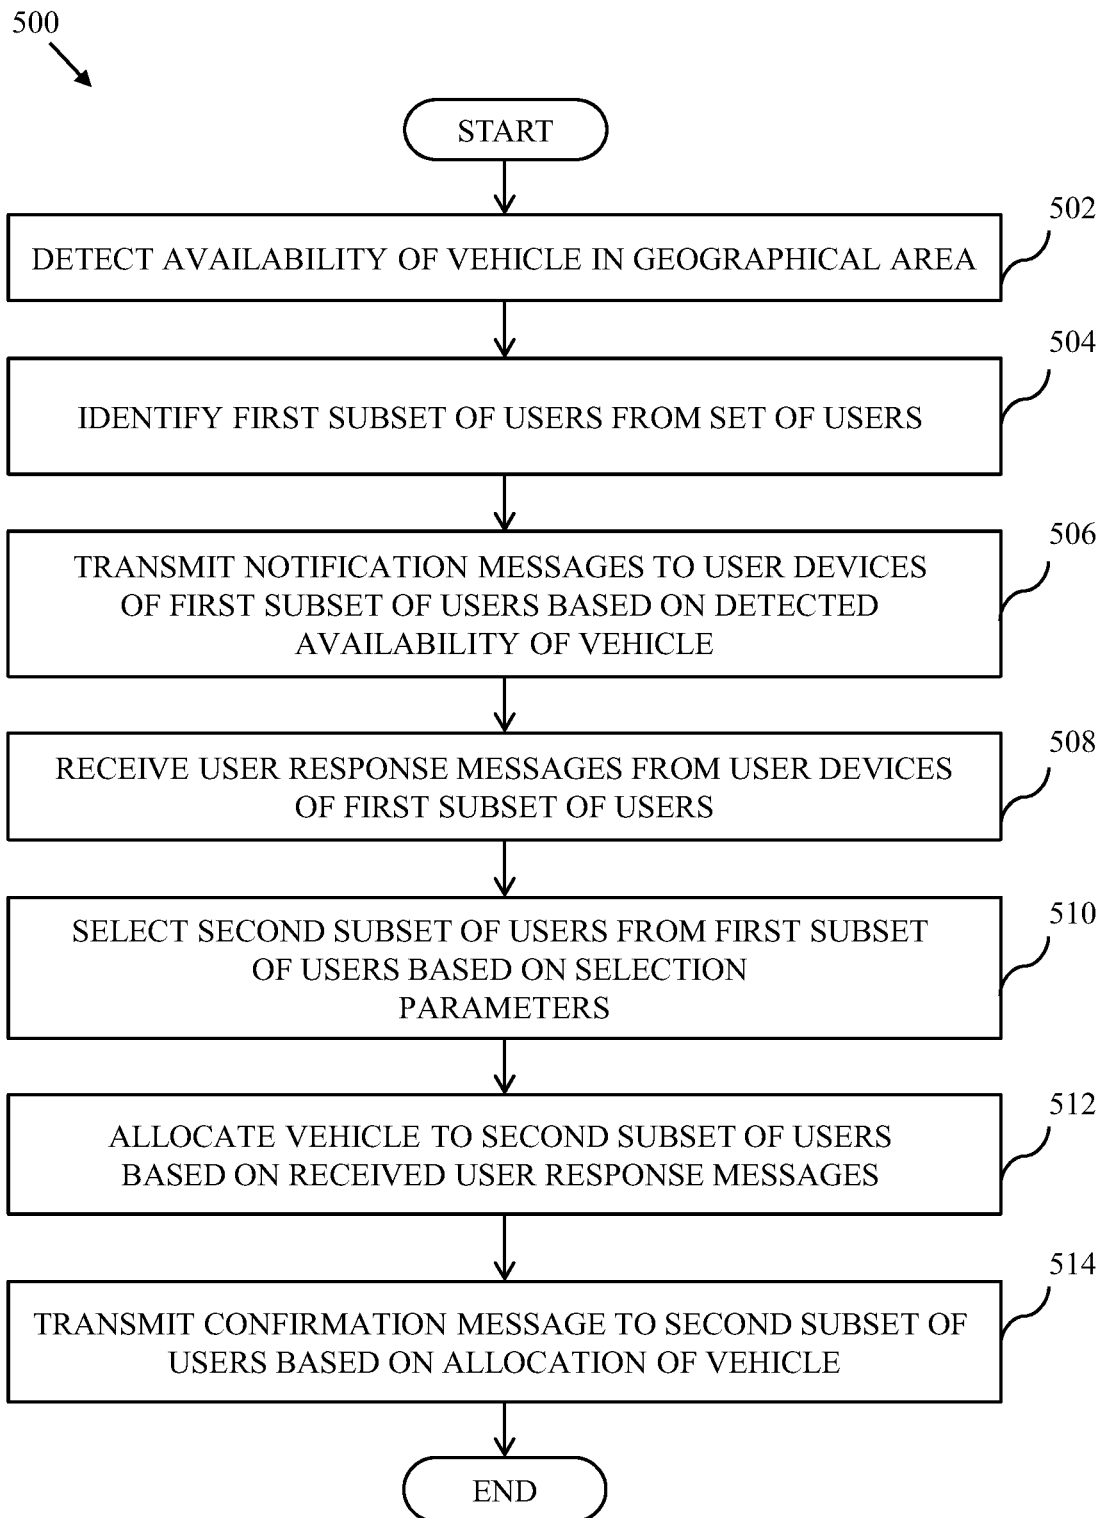 500
START
502
DETECT AVAILABILITY OF VEHICLE IN GEOGRAPHICAL AREA
504
IDENTIFY FIRST SUBSET OF USERS FROM SET OF USERS
506
TRANSMIT NOTIFICATION MESSAGES TO USER DEVICES
OF FIRST SUBSET OF USERS BASED ON DETECTED
AVAILABILITY OF VEHICLE
508
RECEIVE USER RESPONSE MESSAGES FROM USER DEVICES
OF FIRST SUBSET OF USERS
510
SELECT SECOND SUBSET OF USERS FROM FIRST SUBSET
OF USERS BASED ON SELECTION
PARAMETERS
512
ALLOCATE VEHICLE TO SECOND SUBSET OF USERS
BASED ON RECEIVED USER RESPONSE MESSAGES
514
TRANSMIT CONFIRMATION MESSAGE TO SECOND SUBSET OF
USERS BASED ON ALLOCATION OF VEHICLE
END